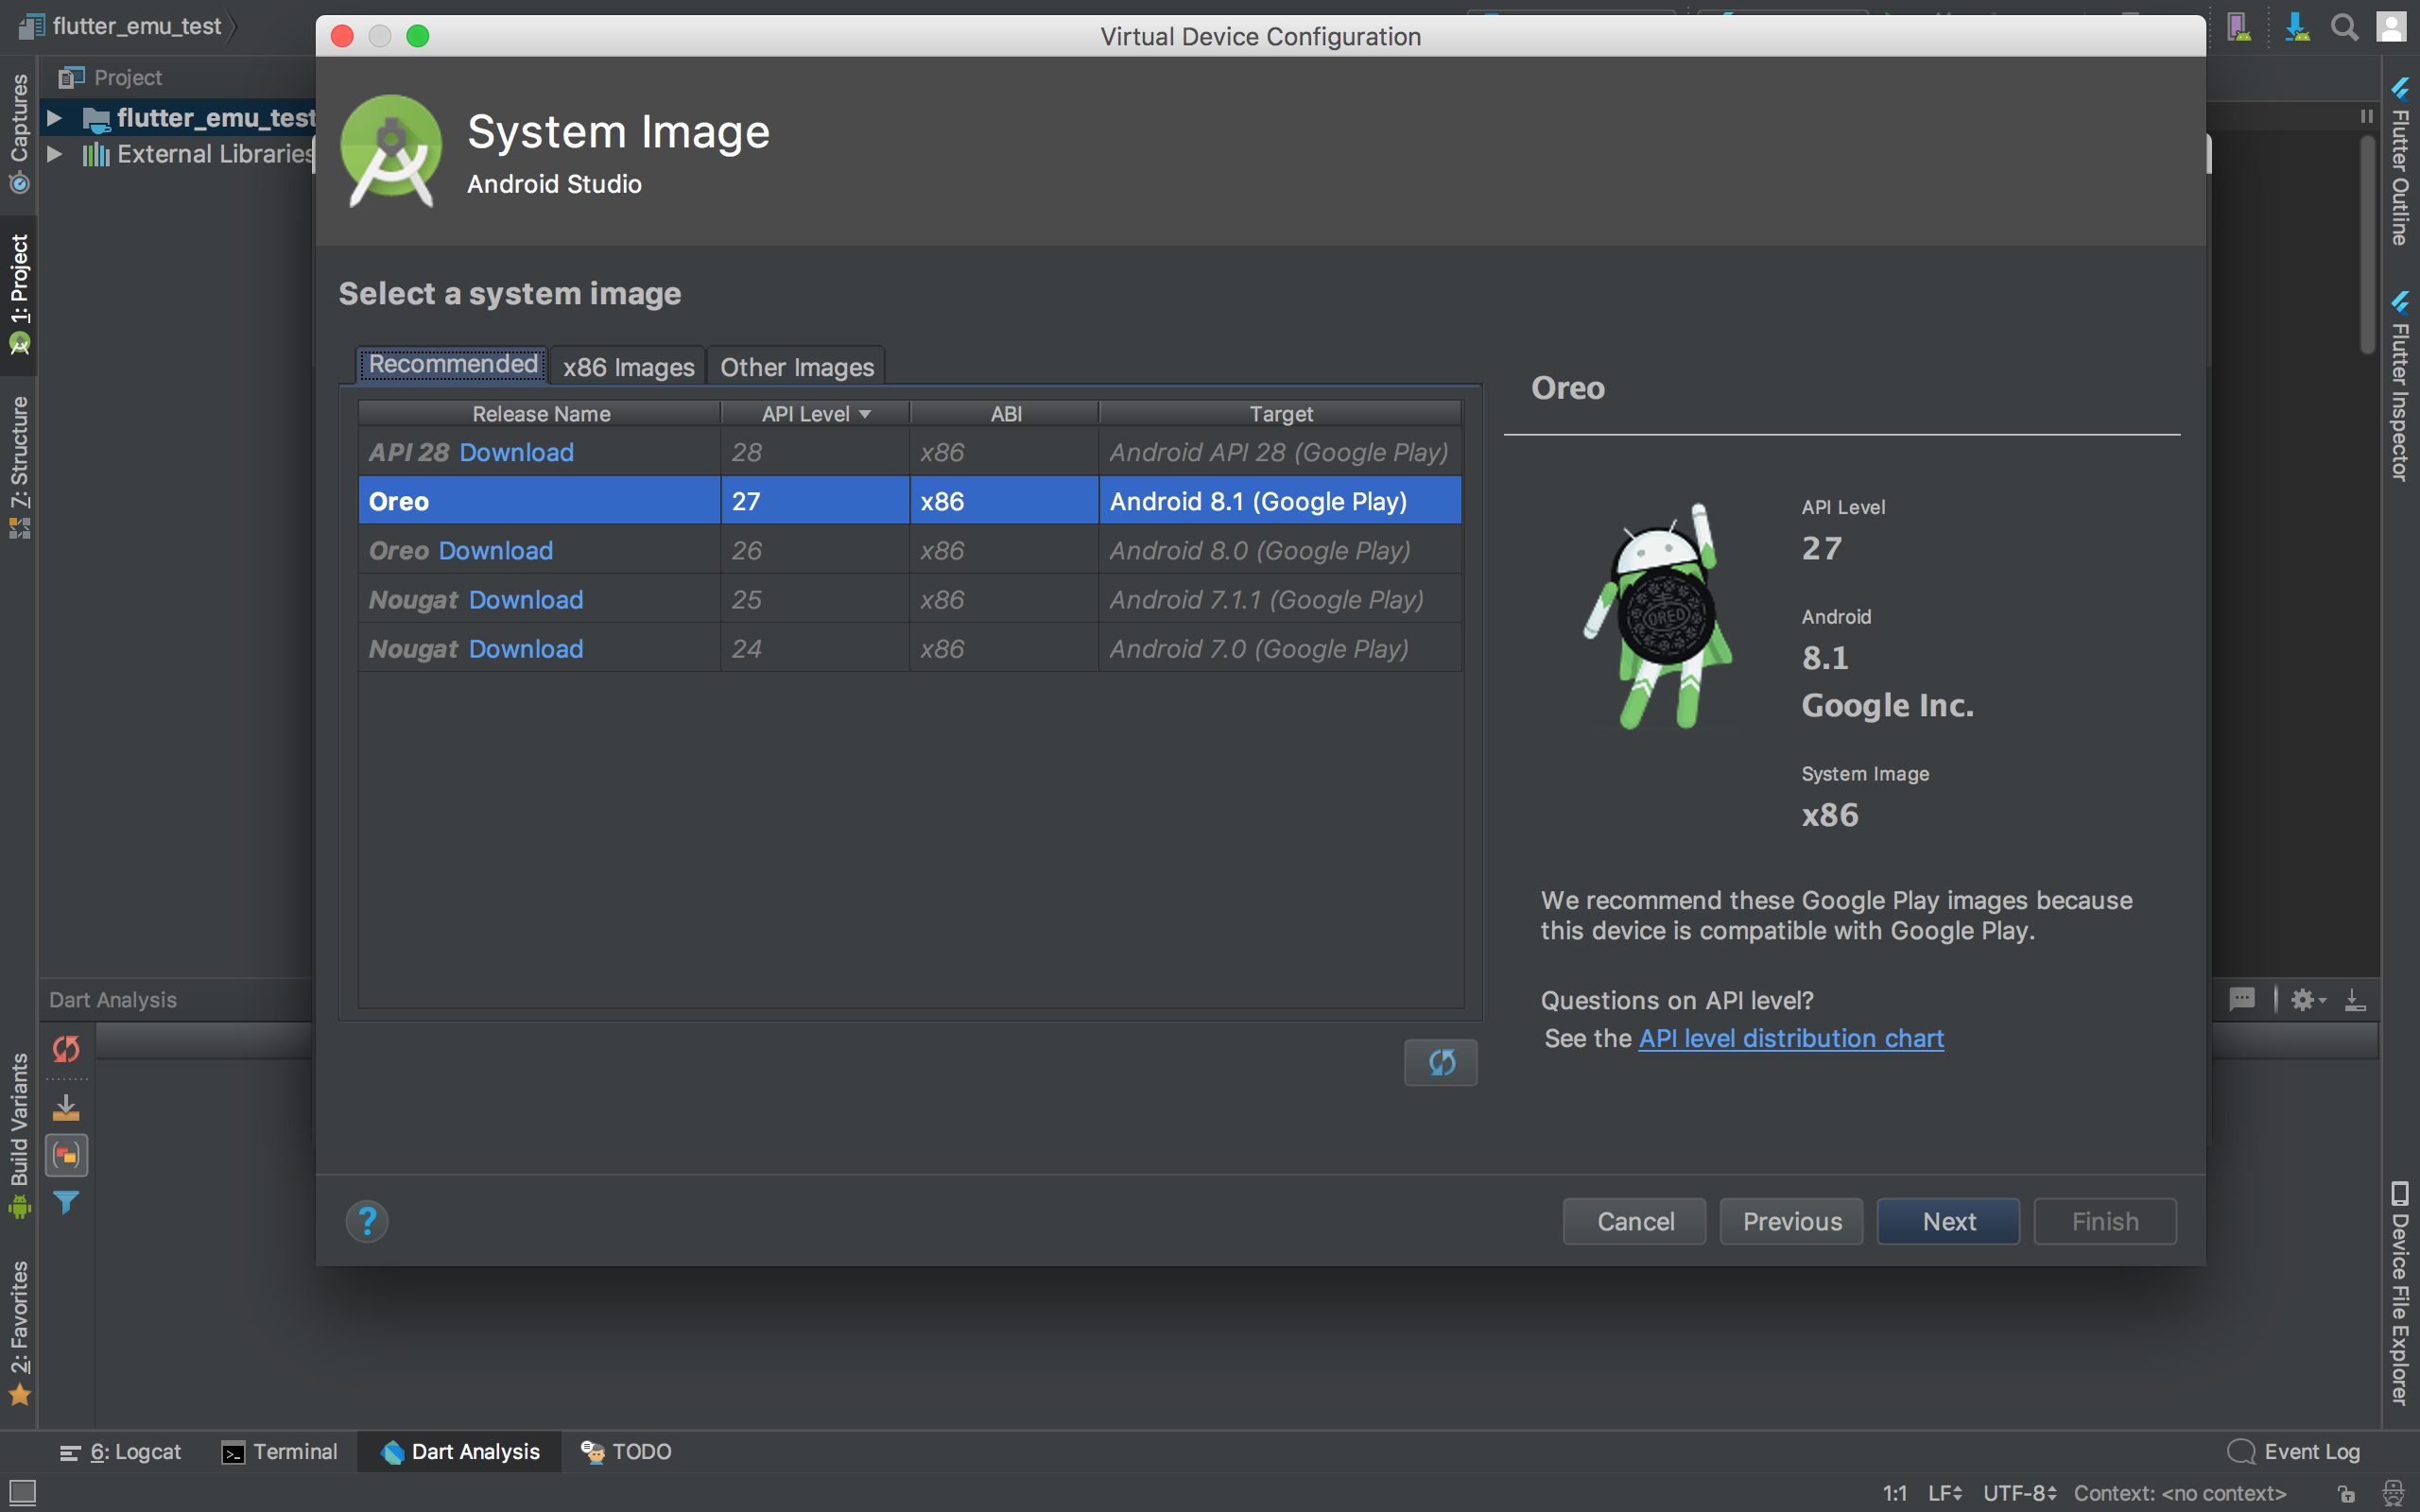 flutter_emu_test
Virtual Device Configuration
Captures
1: Project
7: Structure
Build Variants
2: Favorites
Project
flutter_emu_test
External Libraries
System Image
Android Studio
Select a system image
Recommended x86 Images Other Images
Release Name API Level ABI Target
API 28 Download 28 x86 Android API 28 (Google Play)
Oreo 27 x86 Android 8.1 (Google Play)
Oreo Download 26 x86 Android 8.0 (Google Play)
Nougat Download 25 x86 Android 7.1.1 (Google Play)
Nougat Download 24 x86 Android 7.0 (Google Play)
Oreo
OREO
API Level
27
Android
8.1
Google Inc.
System Image
x86
We recommend these Google Play images because
this device is compatible with Google Play.
Questions on API level?
See the API level distribution chart
? Cancel Previous Next Finish
Flutter Outline
Flutter Inspector
Device File Explorer
Dart Analysis
6: Logcat Terminal Dart Analysis TODO Event Log
1:1 LF UTF-8 Context: <no context>